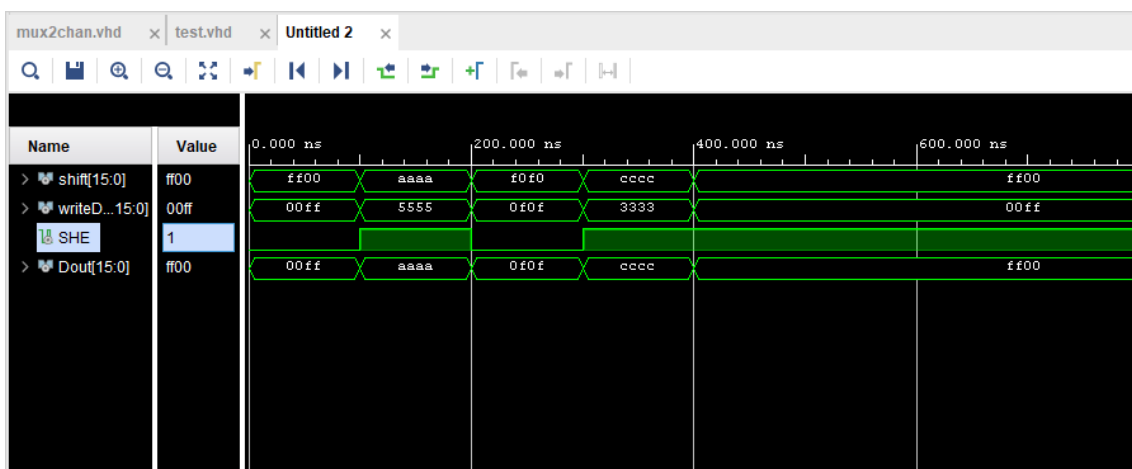 mux2chan.vhd × test.vhd × Untitled 2 ×
Name Value 0.000 ns 200.000 ns 400.000 ns 600.000 ns
> shift[15:0] ff00 ff00 aaaa f0f0 cccc ff00
> writeD...15:0] 00ff 00ff 5555 0f0f 3333 00ff
SHE 1
> Dout[15:0] ff00 00ff aaaa 0f0f cccc ff00